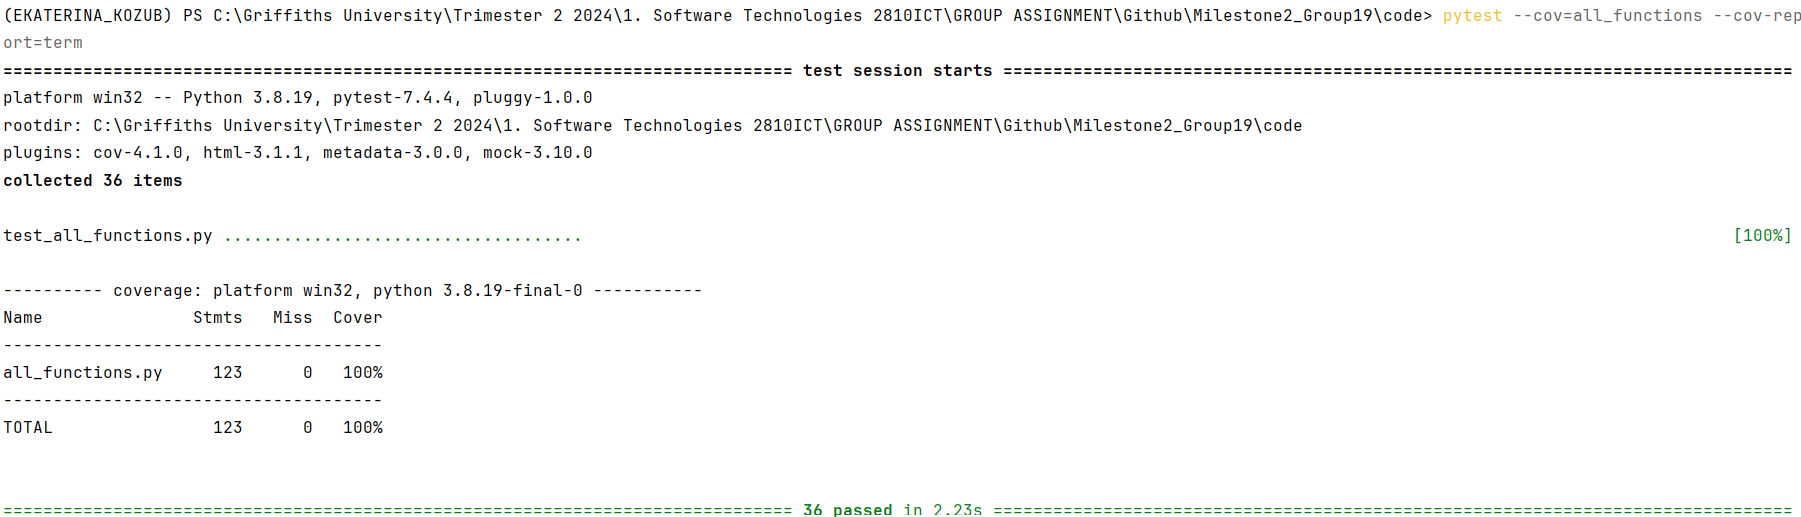 (EKATERINA_KOZUB) PS C:\Griffiths University\Trimester 2 2024\1. Software Technologies 2810ICT\GROUP ASSIGNMENT\Github\Milestone2_Group19\code> pytest --cov=all_functions --cov-rep
ort=term
=============================================================================== test session starts ===============================================================================
platform win32 -- Python 3.8.19, pytest-7.4.4, pluggy-1.0.0
rootdir: C:\Griffiths University\Trimester 2 2024\1. Software Technologies 2810ICT\GROUP ASSIGNMENT\Github\Milestone2_Group19\code
plugins: cov-4.1.0, html-3.1.1, metadata-3.0.0, mock-3.10.0
collected 36 items
test_all_functions.py .................................... [100%]
---------- coverage: platform win32, python 3.8.19-final-0 -----------
Name               Stmts   Miss  Cover
--------------------------------------
all_functions.py     123      0   100%
--------------------------------------
TOTAL                123      0   100%
=============================================================================== 36 passed in 2.23s ================================================================================